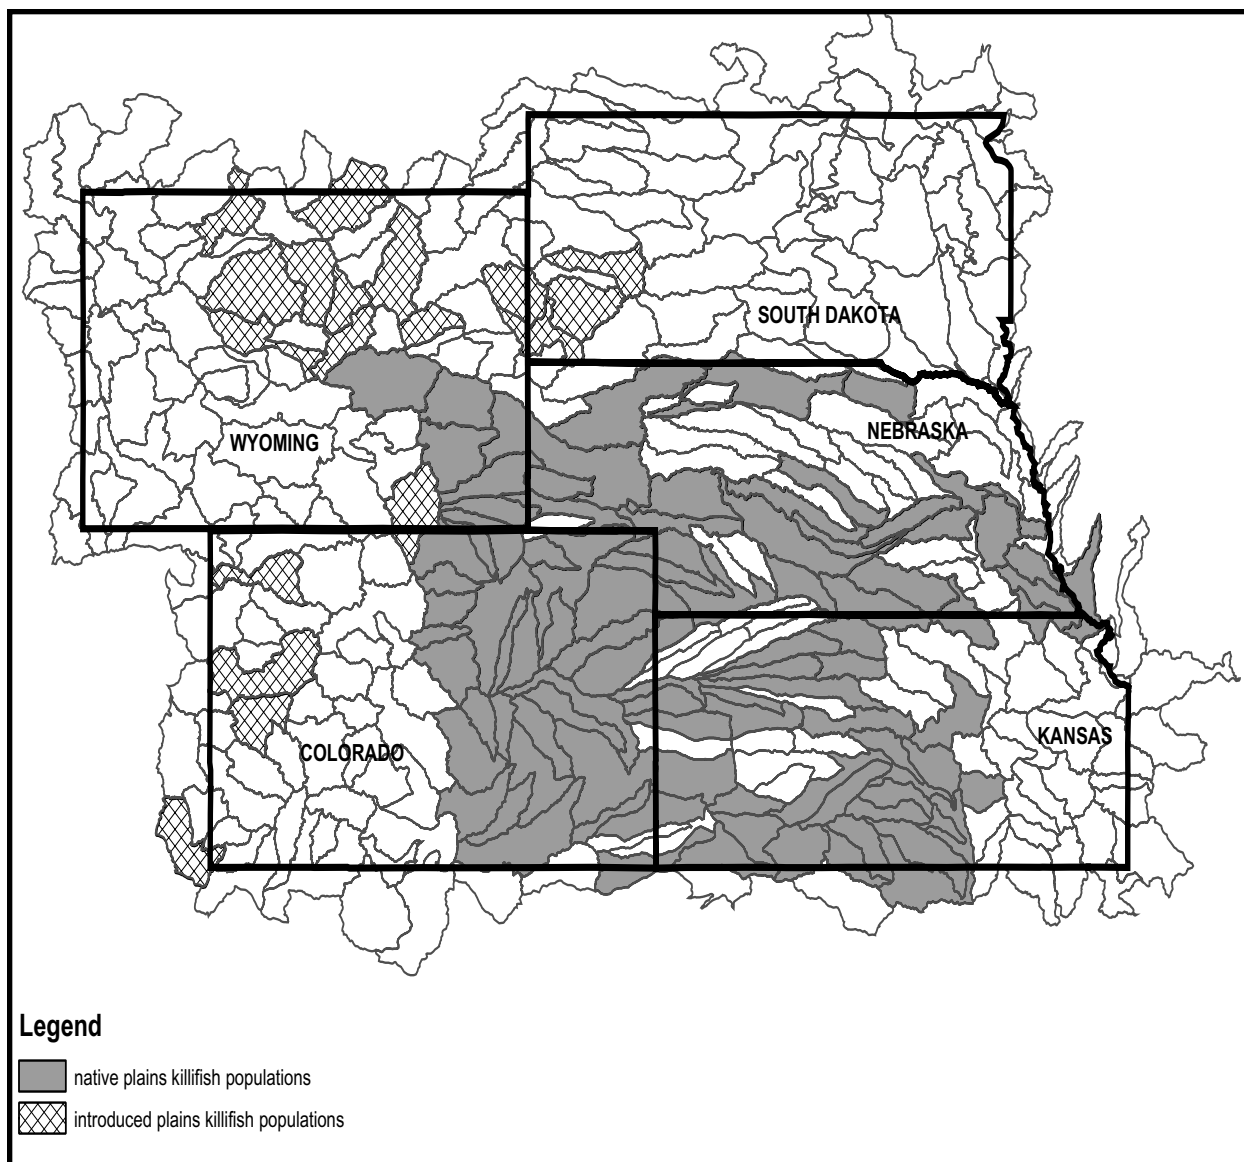 SOUTH DAKOTA
NEBRASKA
WYOMING
KANSAS
COLORADO
Legend
native plains killifish populations
introduced plains killifish populations